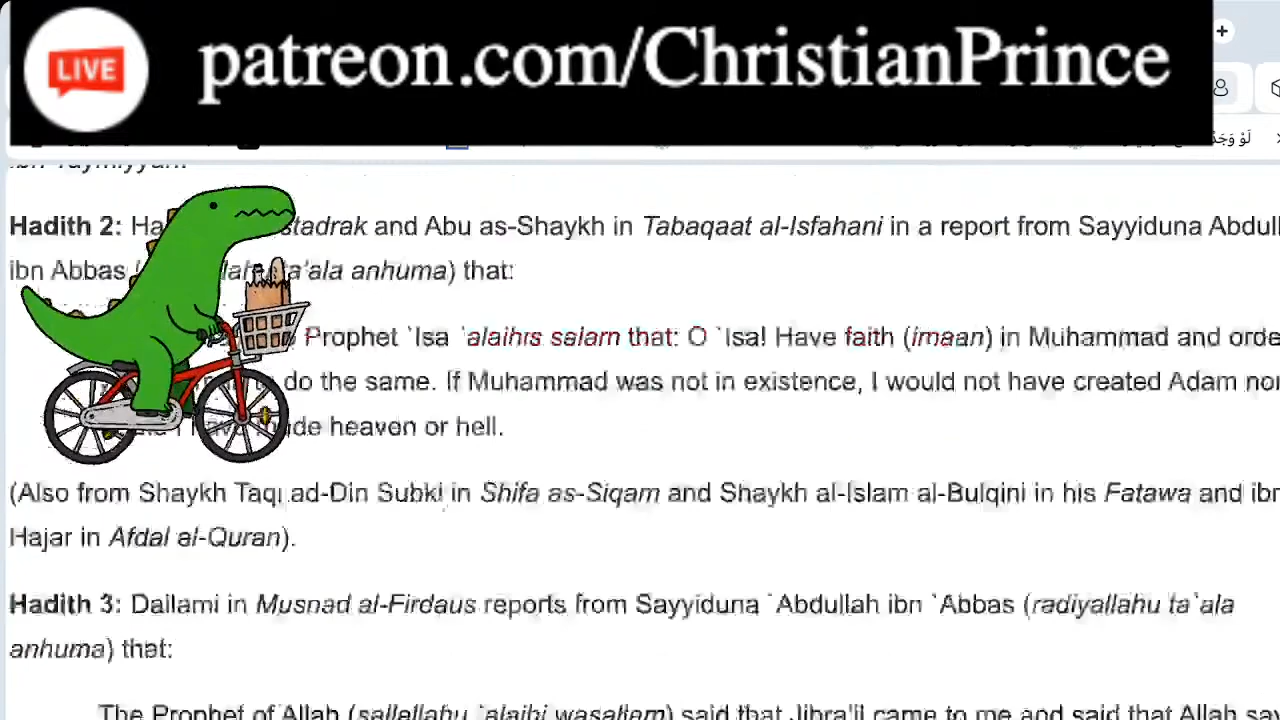 LIVE
patreon.com/ChristianPrince
+
ibn Taymiyyah.
Hadith 2: Ha stadrak and Abu as-Shaykh in Tabaqaat al-Isfahani in a report from Sayyiduna Abdull
ibn Abbas ta'ala anhuma) that:
Prophet `Isa `alaihis salam that: O `Isa! Have faith (imaan) in Muhammad and orde
do the same. If Muhammad was not in existence, I would not have created Adam nor
made heaven or hell.
(Also from Shaykh Taqi ad-Din Subki in Shifa as-Siqam and Shaykh al-Islam al-Bulqini in his Fatawa and ibn
Hajar in Afdal al-Quran).
Hadith 3: Dailami in Musnad al-Firdaus reports from Sayyiduna `Abdullah ibn `Abbas (radiyallahu ta`ala
anhuma) that:
The Prophet of Allah (sallellahu `alaihi wasallam) said that Jibra'il came to me and said that Allah say